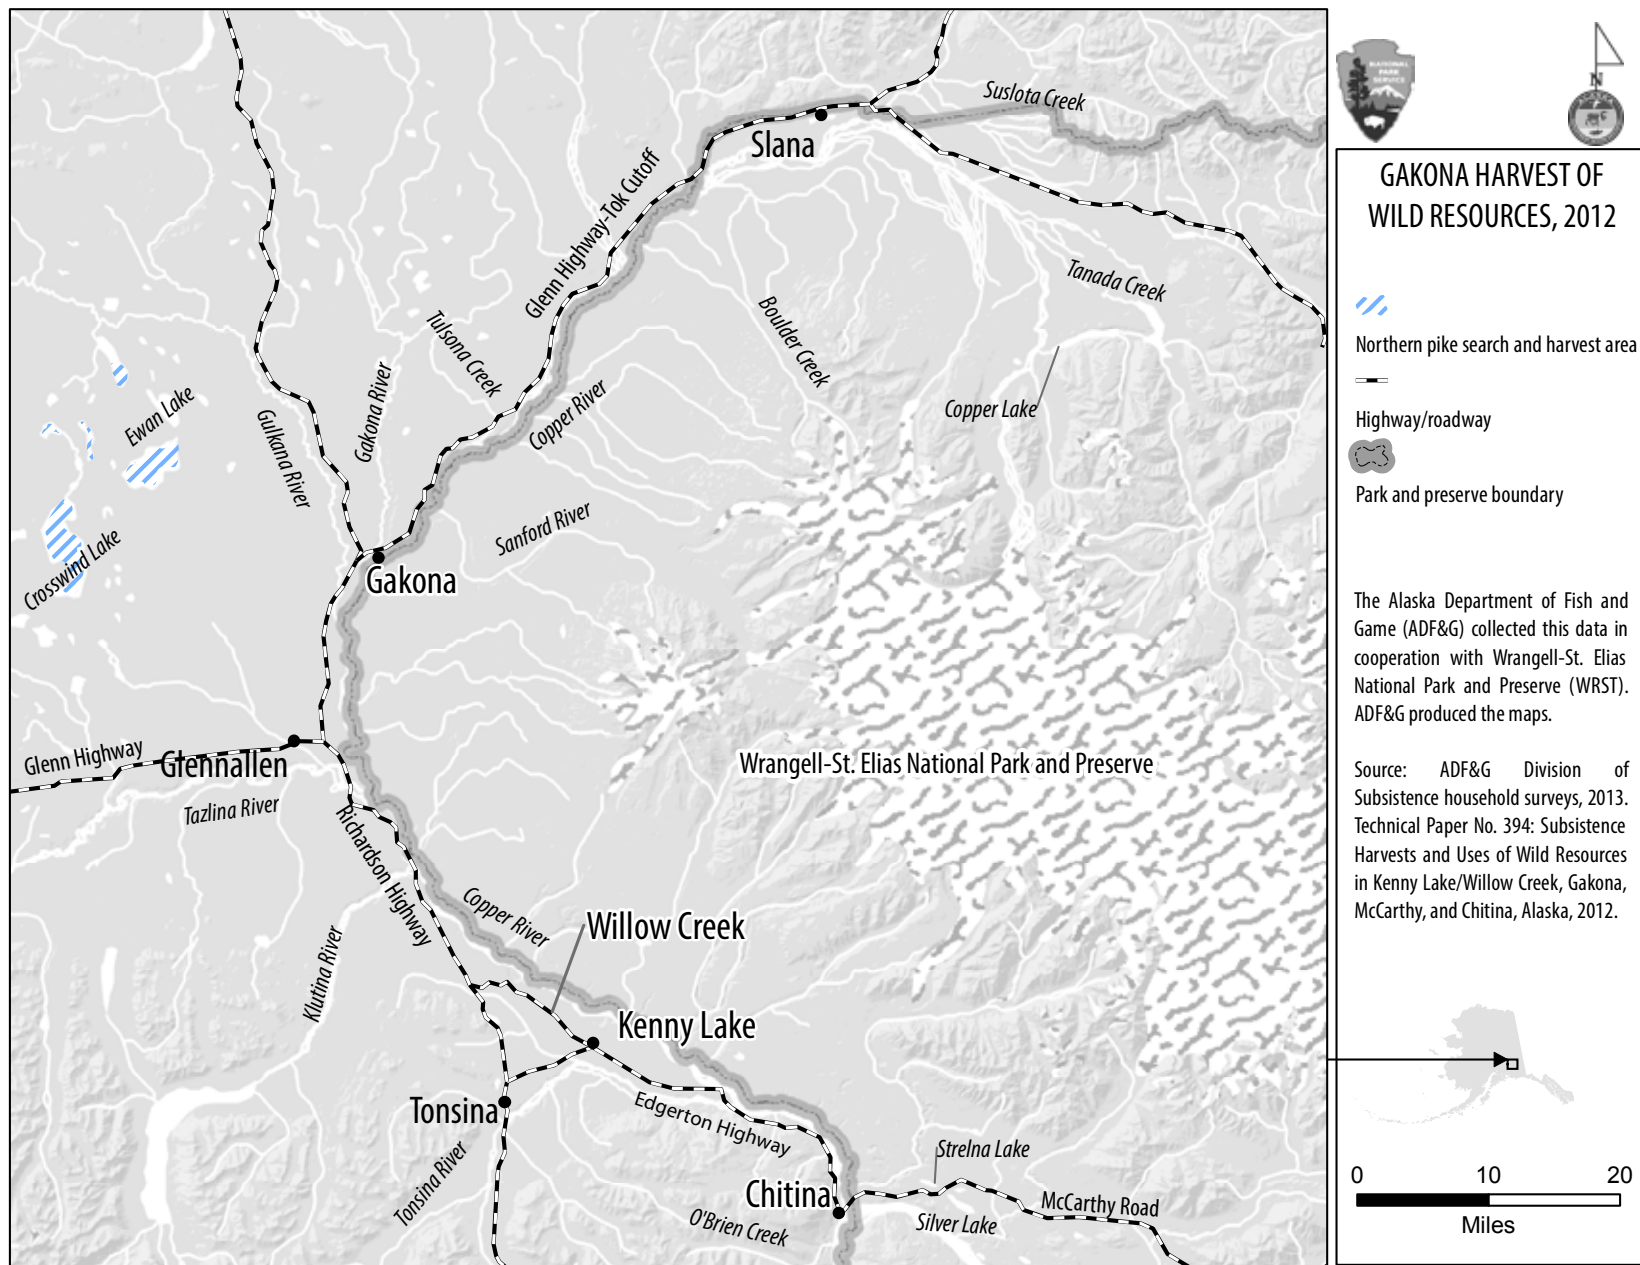 Suslota Creek
Slana
Glenn Highway-Tok Cutoff
Tanada Creek
Boulder Creek
Tulsona Creek
Gakona River
Ewan Lake
Copper Lake
Copper River
Gulkana River
Sanford River
Crosswind Lake
Gakona
Glenn Highway
Glennallen
Wrangell-St. Elias National Park and Preserve
Tazlina River
Richardson Highway
Copper River
Willow Creek
Klutina River
Kenny Lake
Tonsina
Edgerton Highway
Tonsina River
Strelna Lake
Chitina
McCarthy Road
Silver Lake
O'Brien Creek
NATIONAL
PARK
SERVICE
N
GAKONA HARVEST OF
WILD RESOURCES, 2012
Northern pike search and harvest area
Highway/roadway
Park and preserve boundary
The Alaska Department of Fish and
Game (ADF&G) collected this data in
cooperation with Wrangell-St. Elias
National Park and Preserve (WRST).
ADF&G produced the maps.
Source: ADF&G Division of
Subsistence household surveys, 2013.
Technical Paper No. 394: Subsistence
Harvests and Uses of Wild Resources
in Kenny Lake/Willow Creek, Gakona,
McCarthy, and Chitina, Alaska, 2012.
0 10 20
Miles